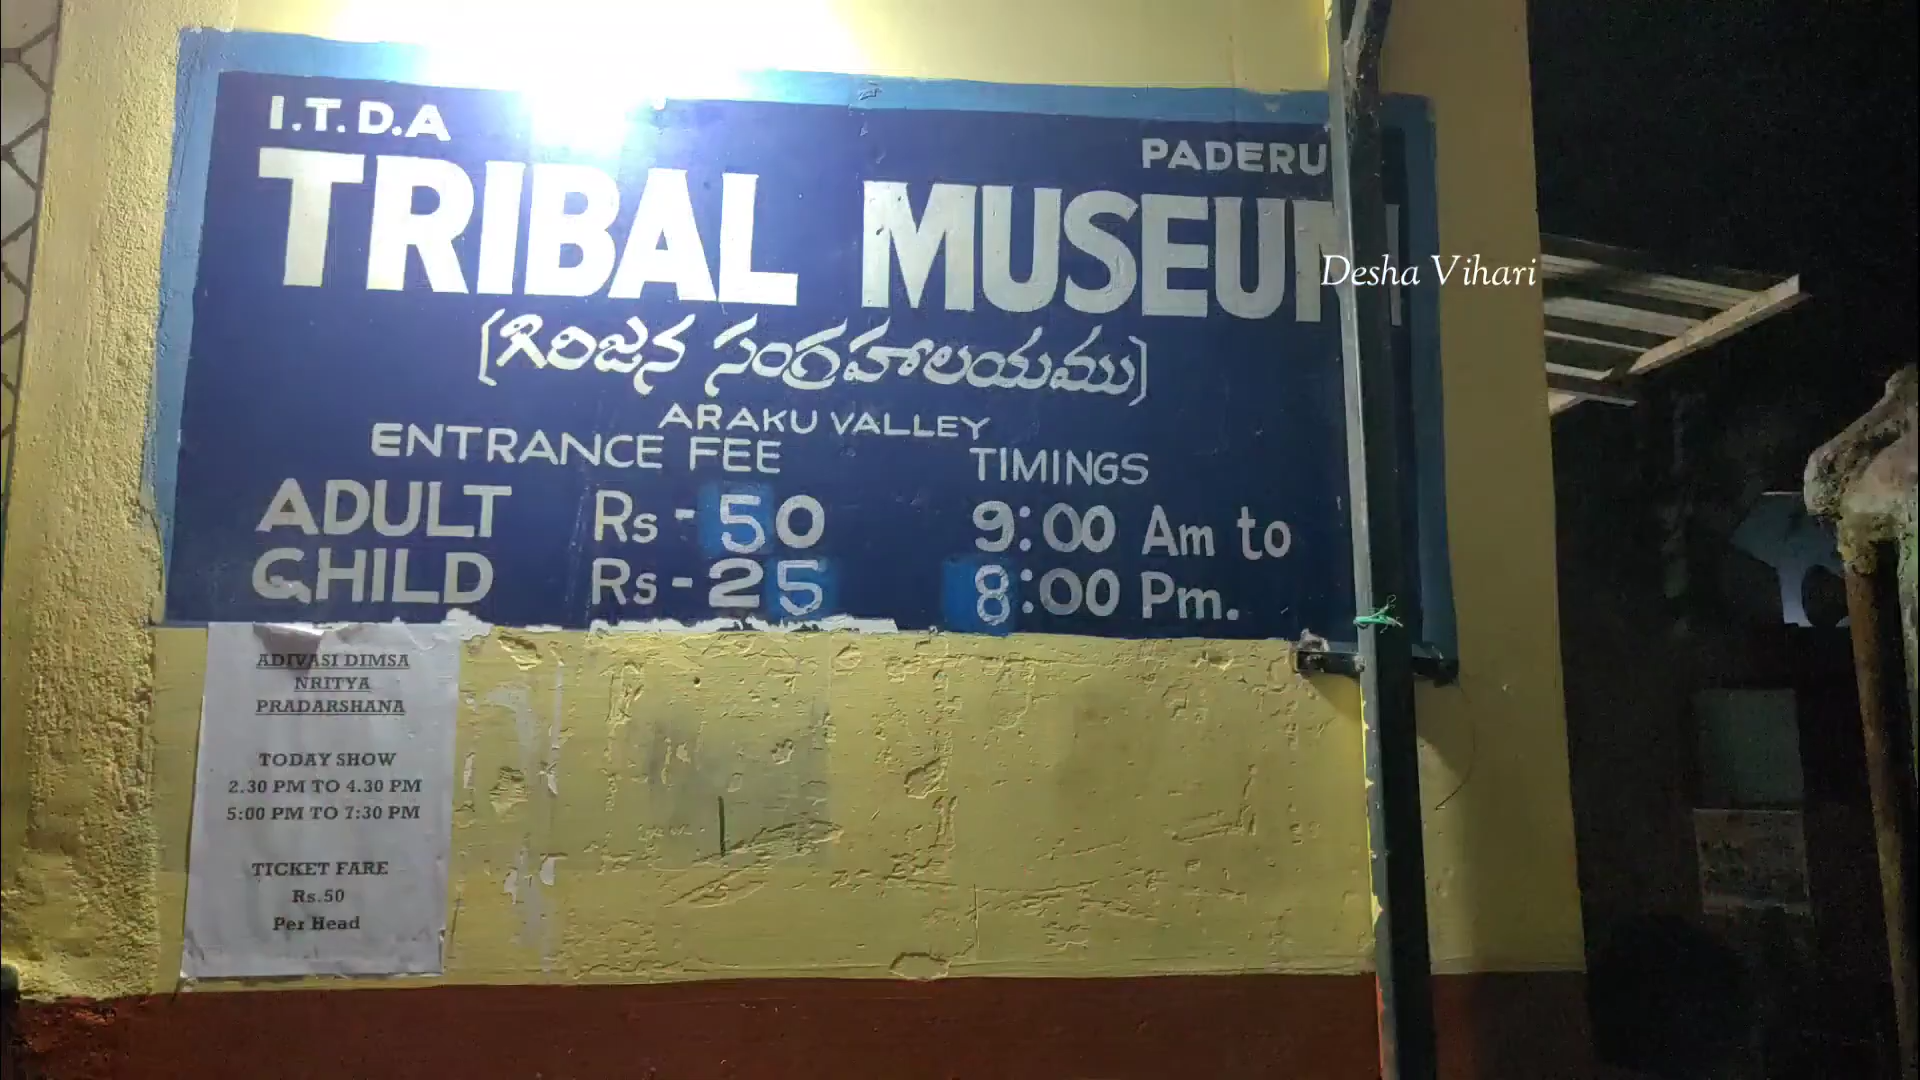 I.T.D.A
PADERU
TRIBAL MUSEUM
(గిరిజన సంగ్రహాలయము)
ARAKU VALLEY
ENTRANCE FEE TIMINGS
ADULT Rs - 50 9:00 Am to
CHILD Rs - 25 8:00 Pm.
Desha Vihari
ADIVASI DIMSA
NRITYA
PRADARSHANA
TODAY SHOW
2.30 PM TO 4.30 PM
5:00 PM TO 7:30 PM
TICKET FARE
Rs.50
Per Head